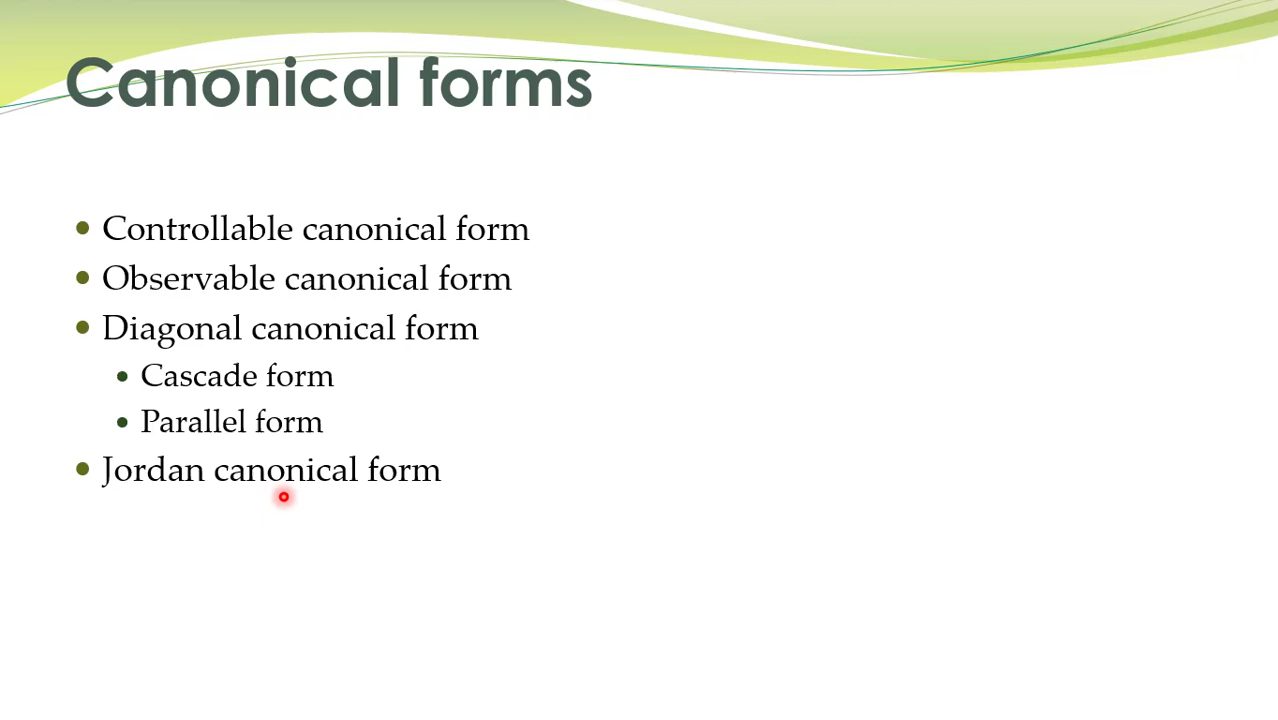 Canonical forms
Controllable canonical form
Observable canonical form
Diagonal canonical form
Cascade form
Parallel form
Jordan canonical form